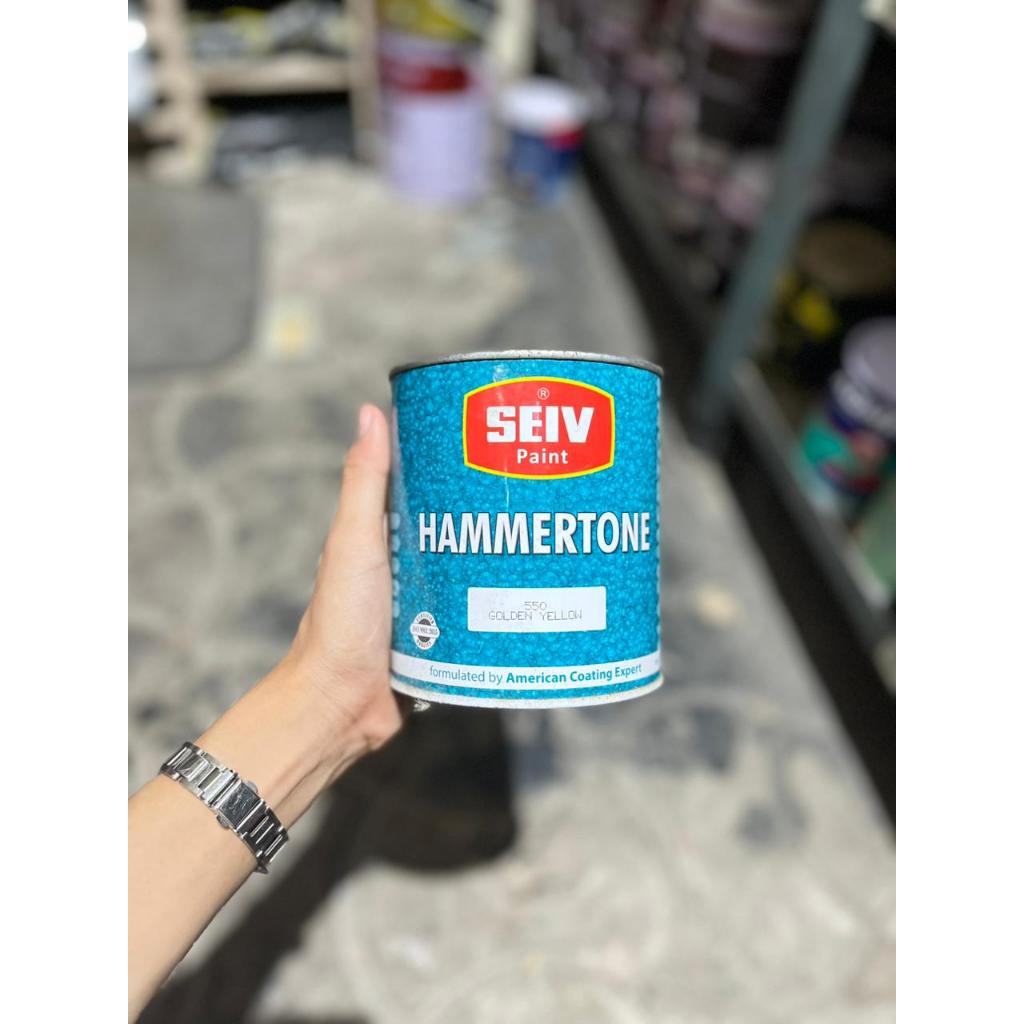 ®
SEIV
Paint
HAMMERTONE
550
GOLDEN YELLOW
formulated by American Coating Expert